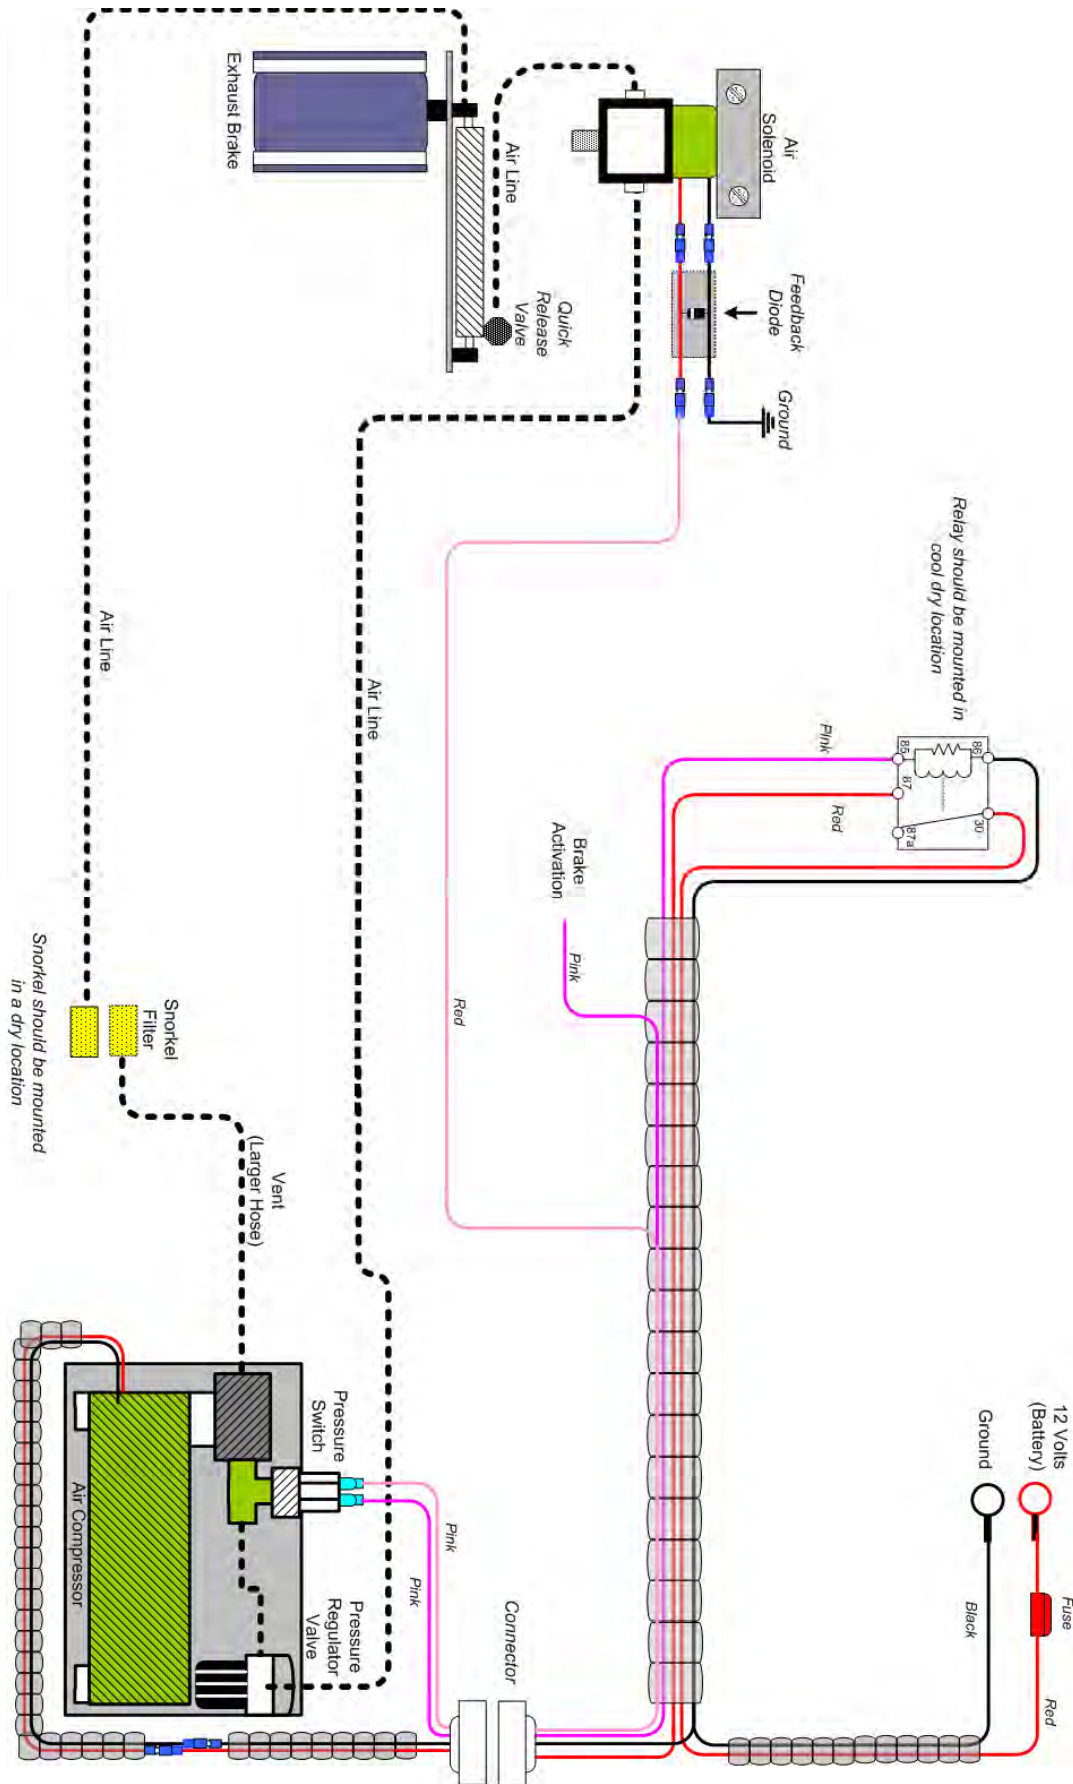 Exhaust Brake
Air Line
Quick
Release
Valve
Air
Solenoid
Feedback
Diode
Ground
Relay should be mounted in
cool dry location
Air Line
Air Line
Pink
Red
85
86
87
30
87a
Brake
Activation
Pink
Red
Snorkel
Filter
Snorkel should be mounted
in a dry location
Vent
(Larger Hose)
Pressure
Switch
Air Compressor
Pressure
Regulator
Valve
Pink
Pink
Connector
12 Volts
(Battery)
Ground
Fuse
Black
Red